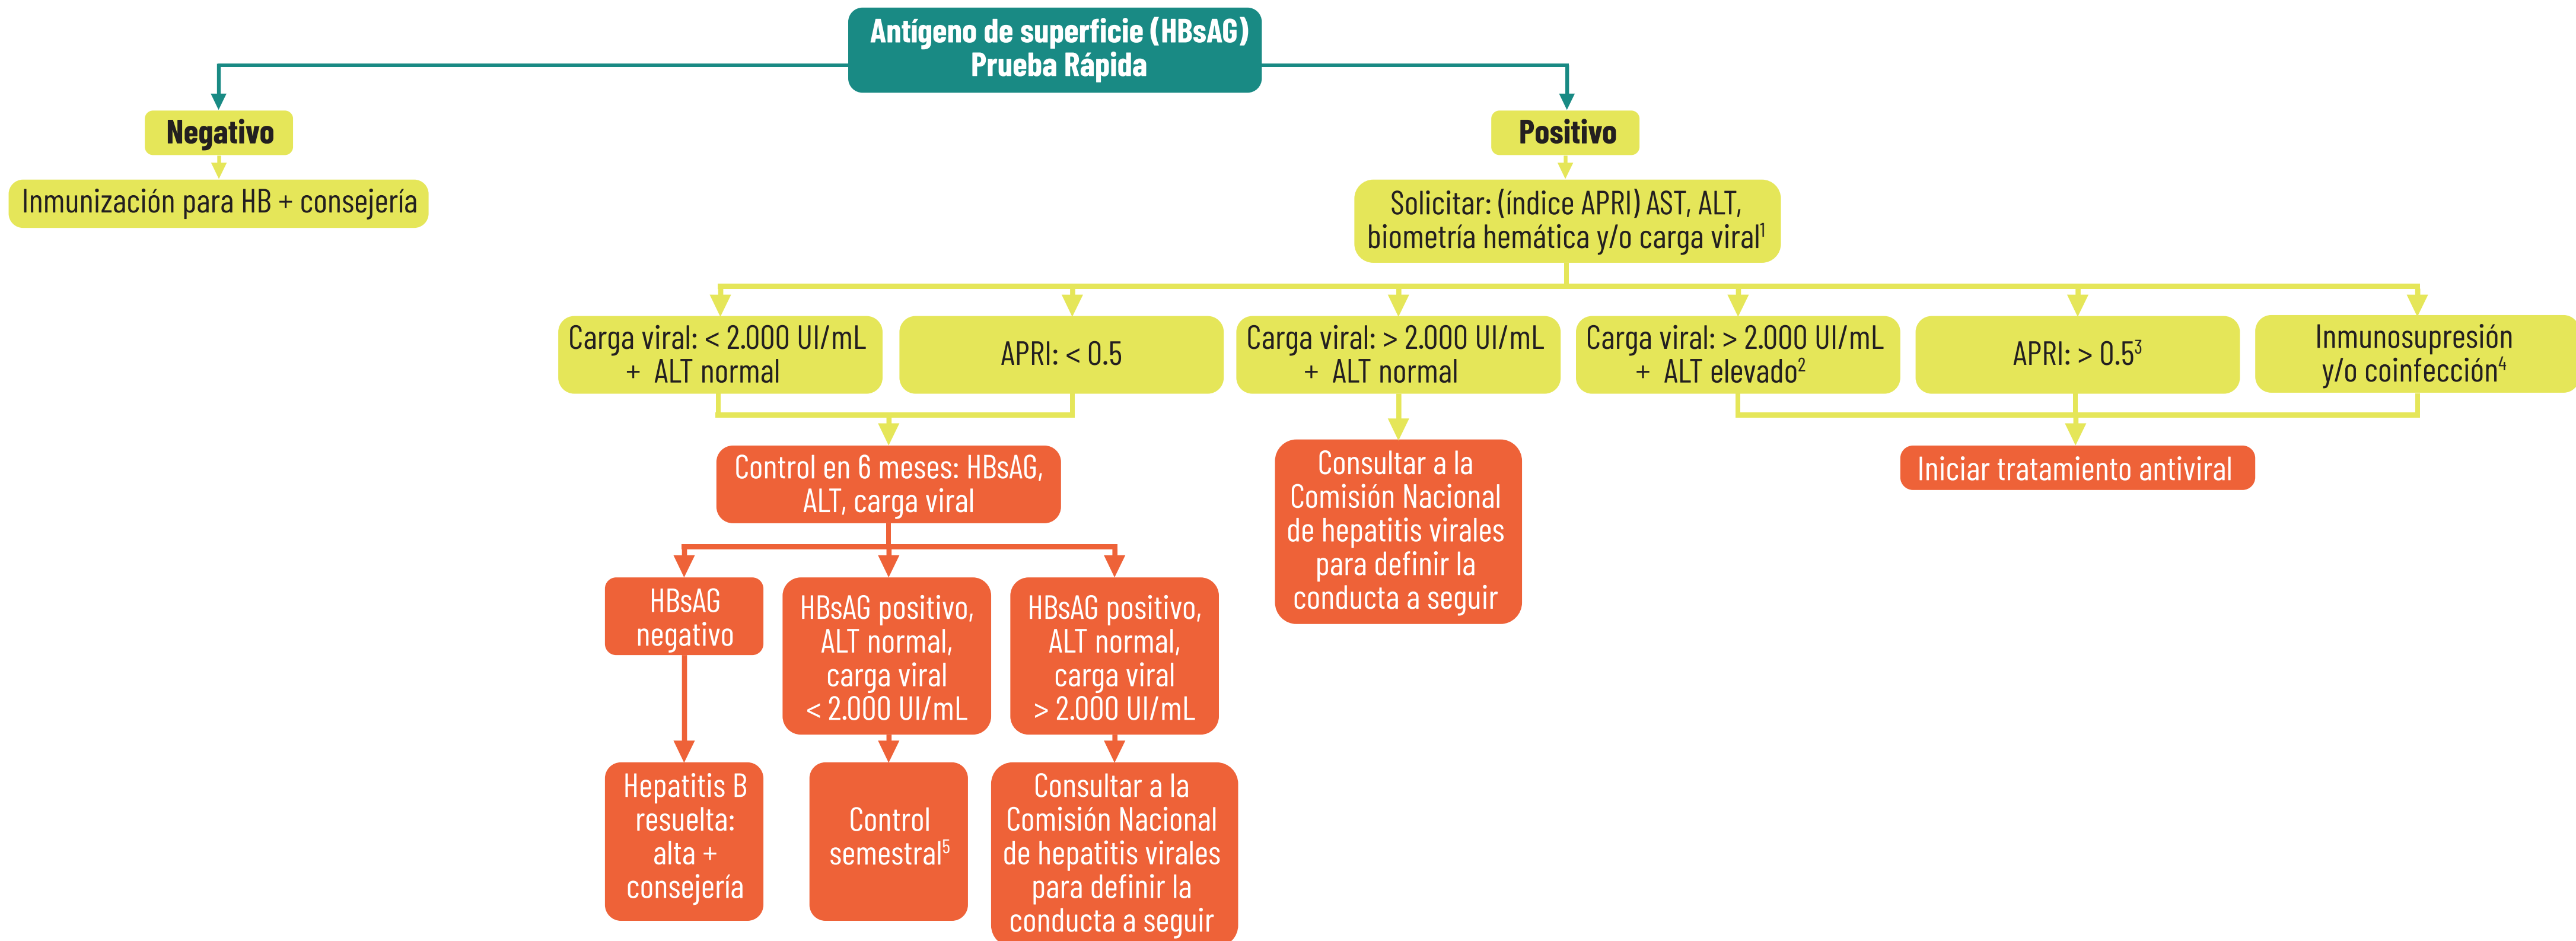 Antígeno de superficie (HBsAG)
Prueba Rápida
Negativo
Inmunización para HB + consejería
Positivo
Solicitar: (índice APRI) AST, ALT,
biometría hemática y/o carga viral¹
Carga viral: < 2.000 UI/mL
+ ALT normal
APRI: < 0.5
Carga viral: > 2.000 UI/mL
+ ALT normal
Carga viral: > 2.000 UI/mL
+ ALT elevado²
APRI: > 0.5³
Inmunosupresión
y/o coinfección⁴
Control en 6 meses: HBsAG,
ALT, carga viral
Consultar a la
Comisión Nacional
de hepatitis virales
para definir la
conducta a seguir
Iniciar tratamiento antiviral
HBsAG
negativo
HBsAG positivo,
ALT normal,
carga viral
< 2.000 UI/mL
HBsAG positivo,
ALT normal,
carga viral
> 2.000 UI/mL
Hepatitis B
resuelta:
alta +
consejería
Control
semestral⁵
Consultar a la
Comisión Nacional
de hepatitis virales
para definir la
conducta a seguir